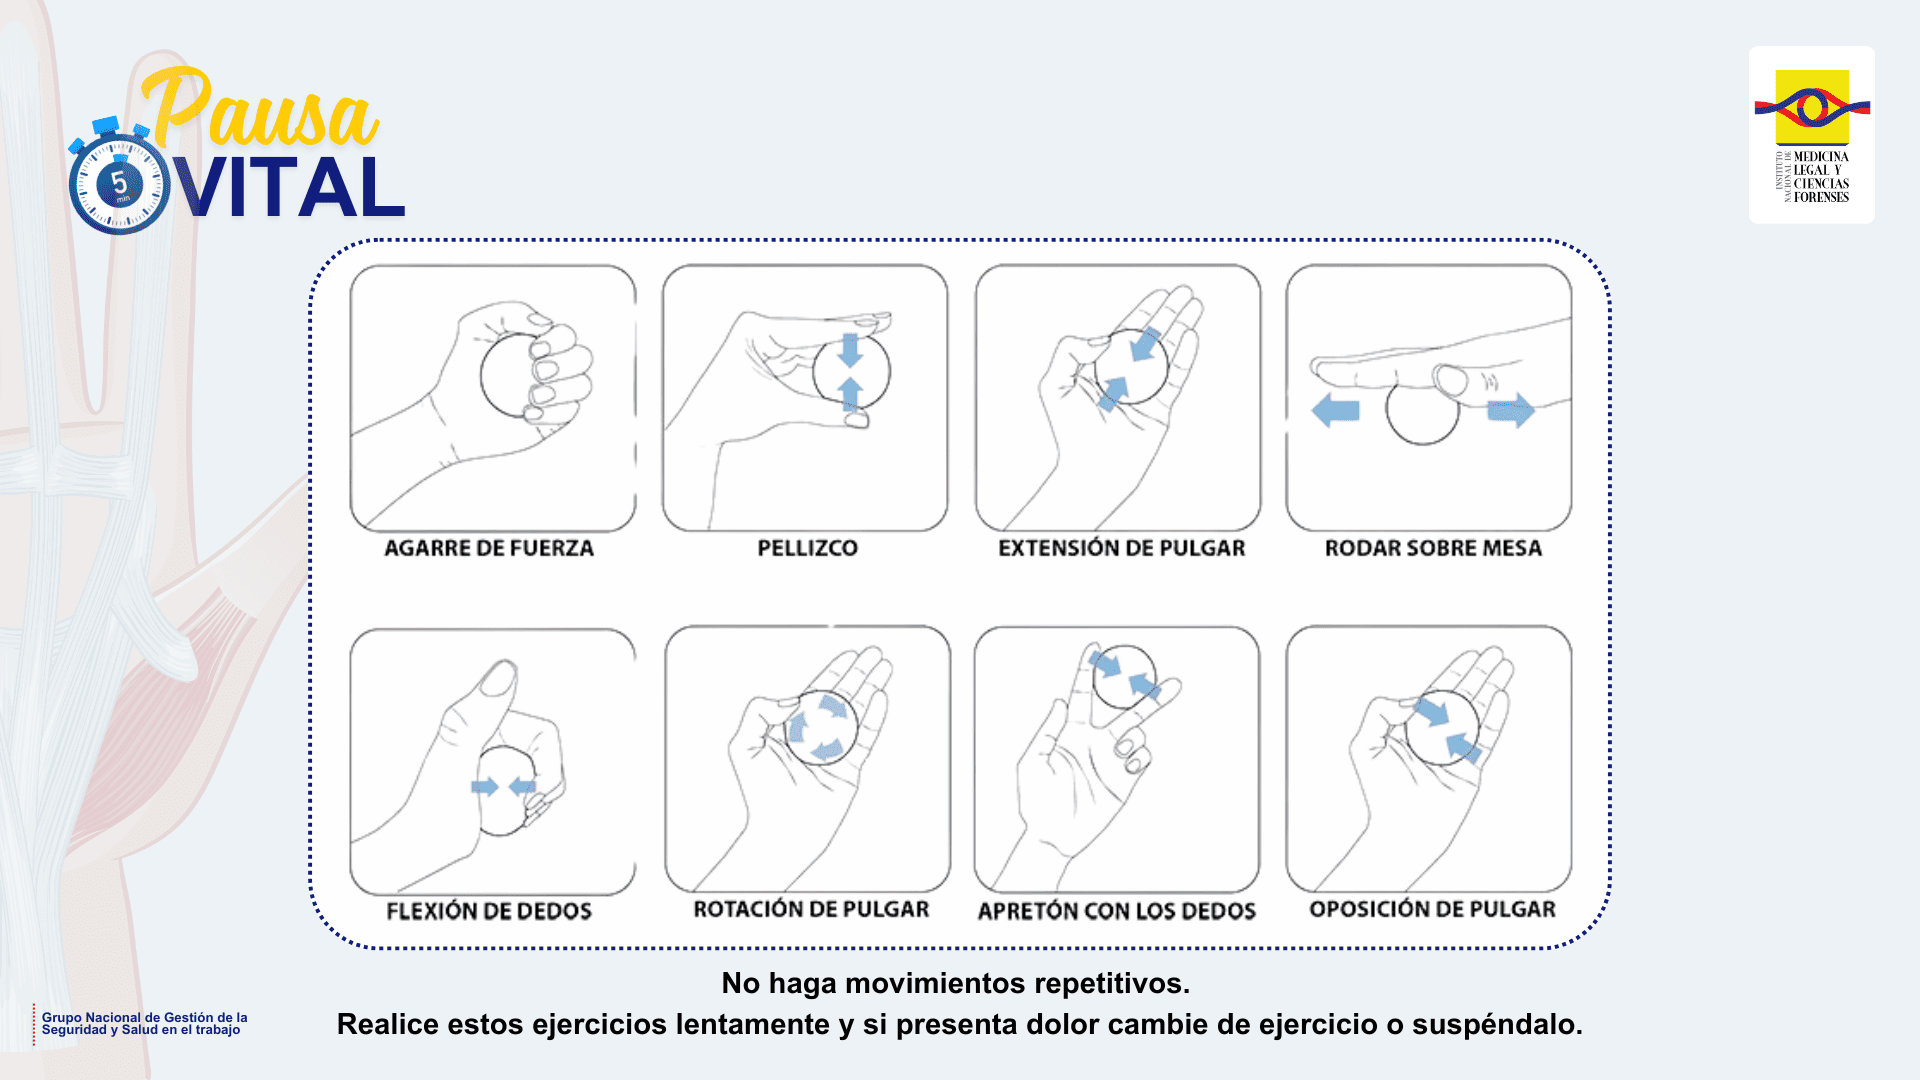 Pausa
VITAL
5
min
INSTITUTO
NACIONAL DE
MEDICINA
LEGAL Y
CIENCIAS
FORENSES
AGARRE DE FUERZA
PELLIZCO
EXTENSIÓN DE PULGAR
RODAR SOBRE MESA
FLEXIÓN DE DEDOS
ROTACIÓN DE PULGAR
APRETÓN CON LOS DEDOS
OPOSICIÓN DE PULGAR
No haga movimientos repetitivos.
Realice estos ejercicios lentamente y si presenta dolor cambie de ejercicio o suspéndalo.
Grupo Nacional de Gestión de la
Seguridad y Salud en el trabajo